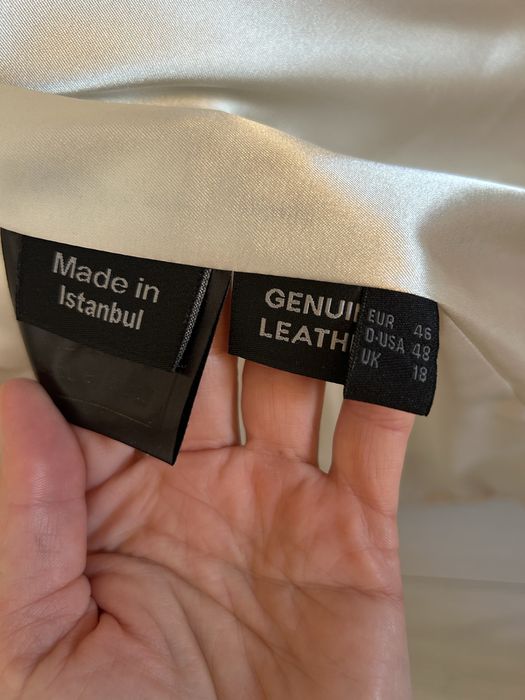 Made in
Istanbul
GENUI
LEATH
EUR 46
D-USA 48
UK 18